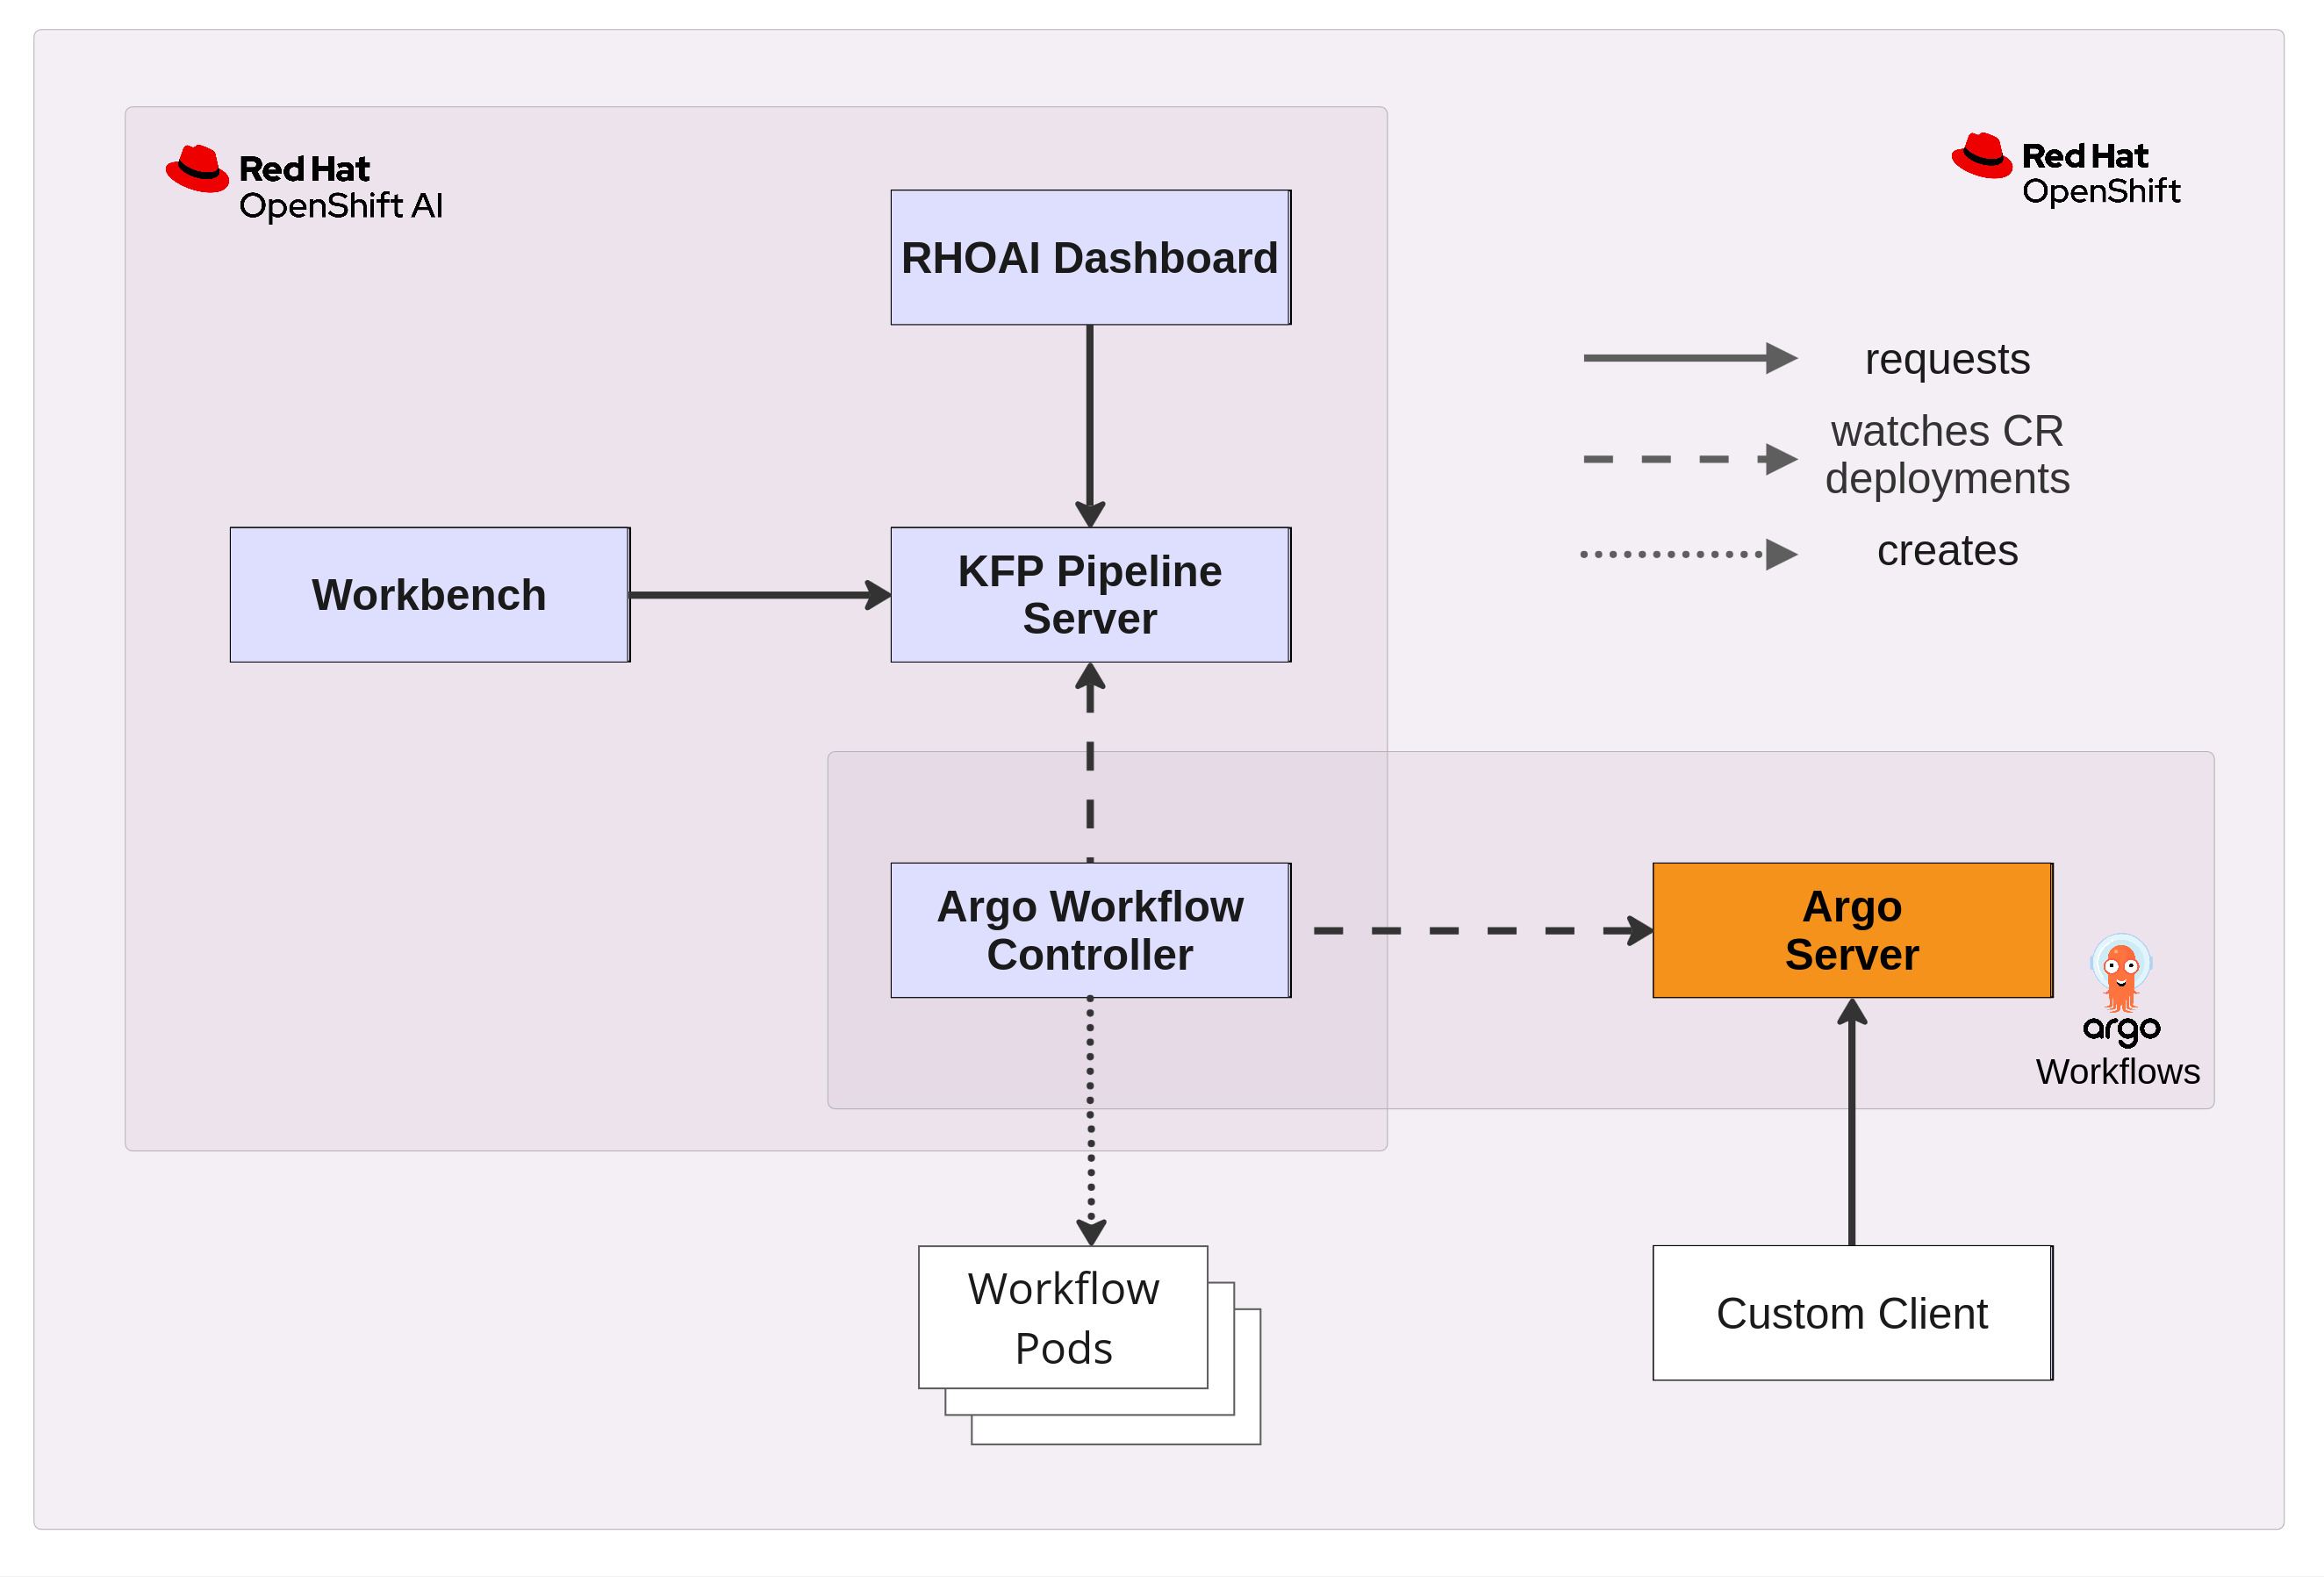 Red Hat
OpenShift AI
Red Hat
OpenShift
RHOAI Dashboard
requests
watches CR
deployments
creates
Workbench
KFP Pipeline
Server
Argo Workflow
Controller
Argo
Server
argo
Workflows
Workflow
Pods
Custom Client